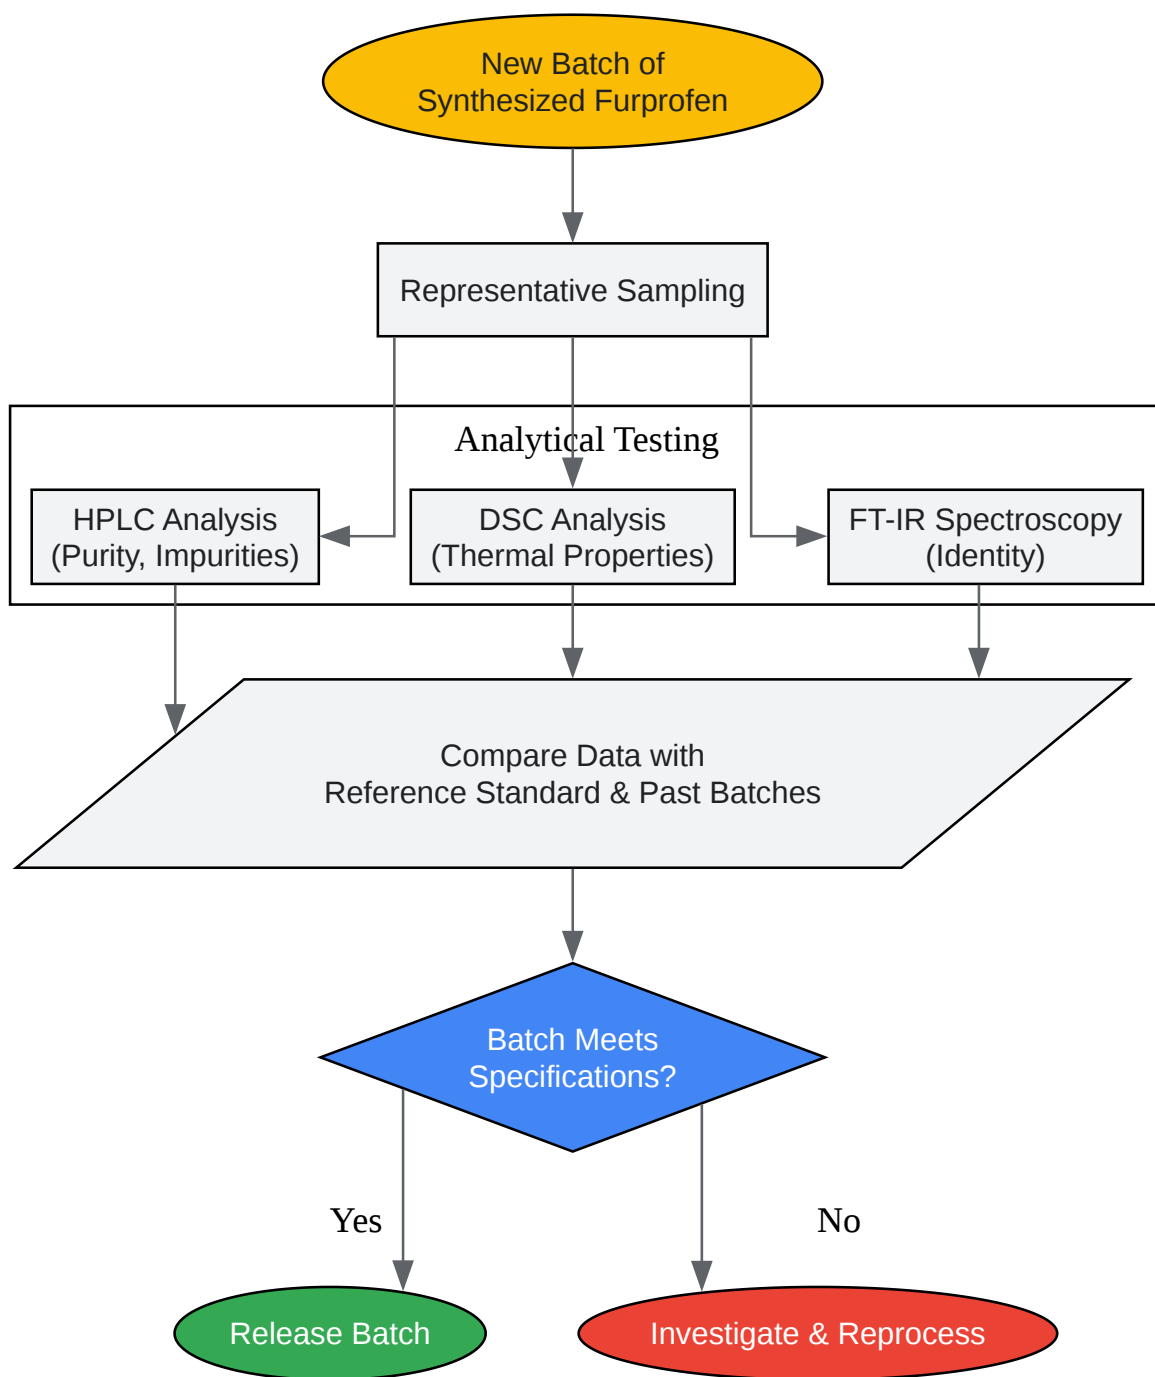 New Batch of
Synthesized Furprofen
Representative Sampling
Analytical Testing
HPLC Analysis
(Purity, Impurities)
DSC Analysis
(Thermal Properties)
FT-IR Spectroscopy
(Identity)
Compare Data with
Reference Standard & Past Batches
Batch Meets
Specifications?
Yes
No
Release Batch
Investigate & Reprocess